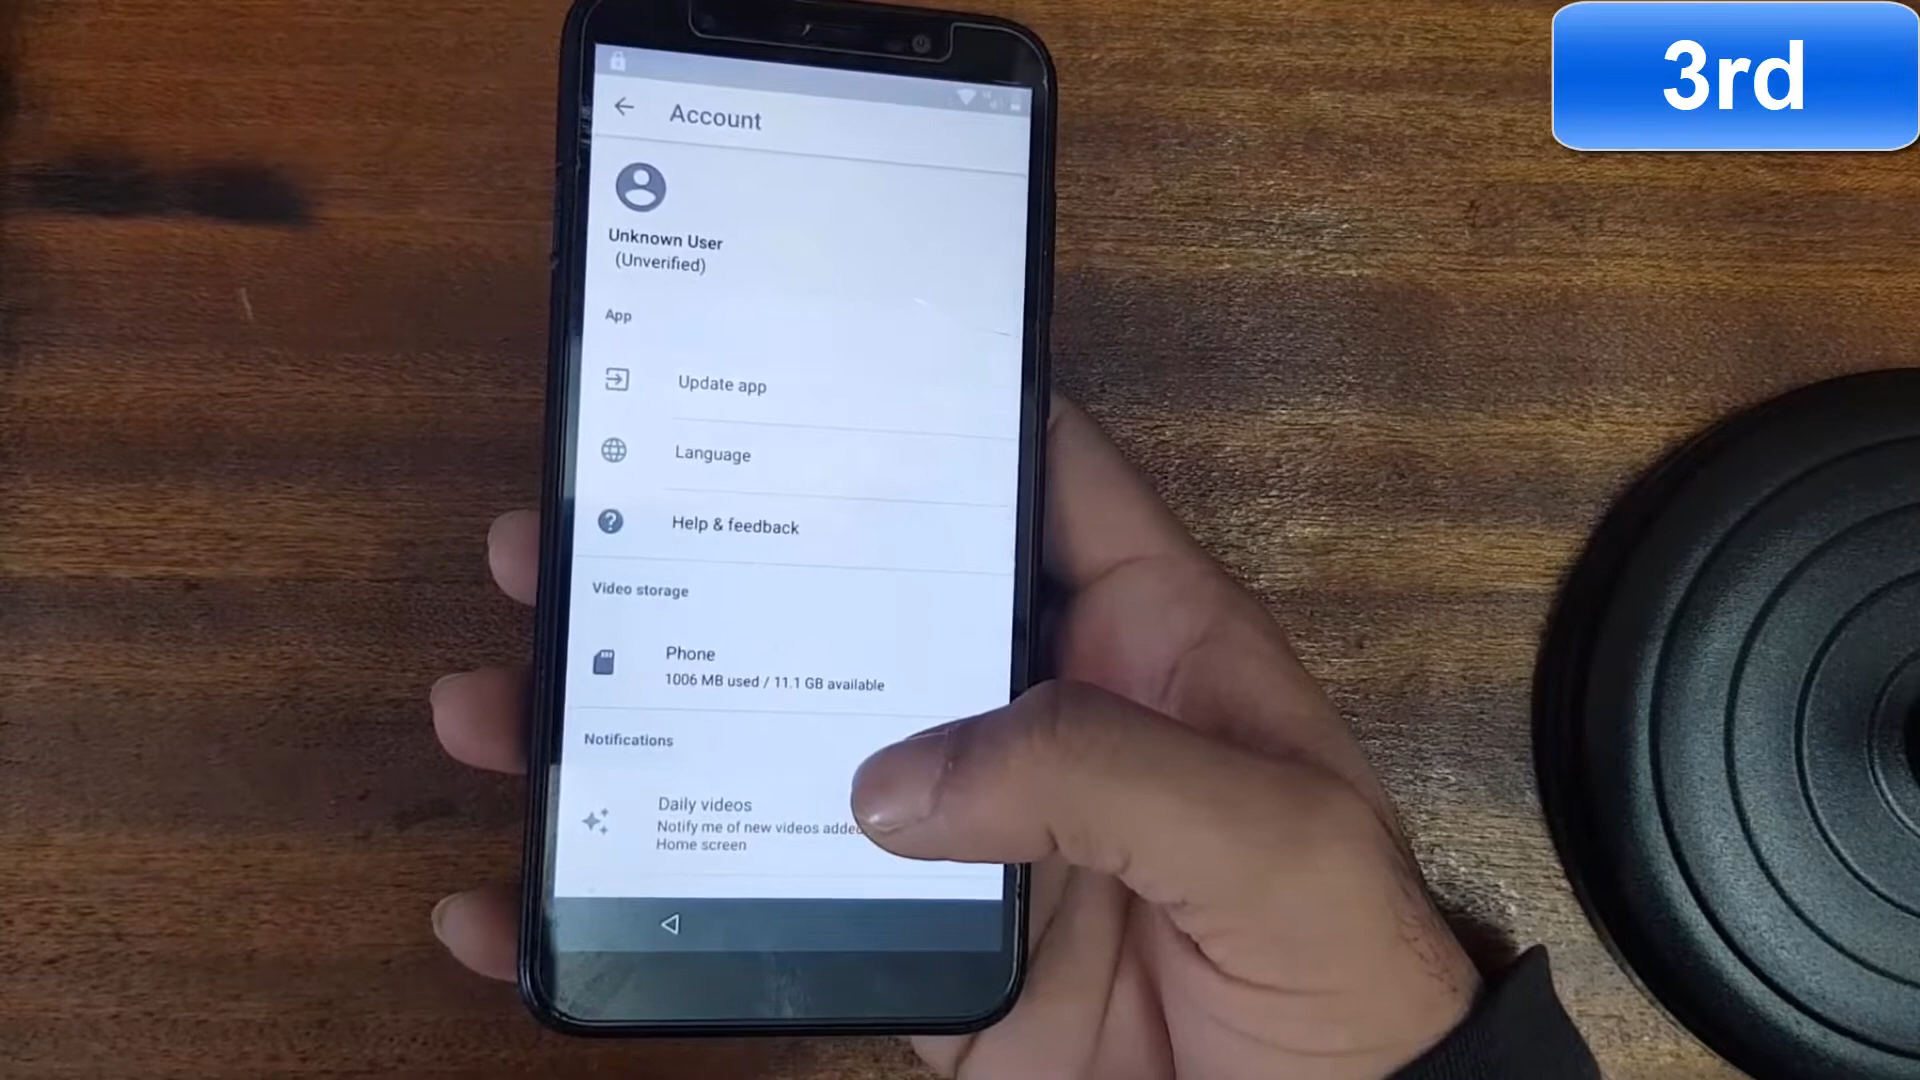 3rd
Account
Unknown User
(Unverified)
App
Update app
Language
Help & feedback
Video storage
Phone
1006 MB used / 11.1 GB available
Notifications
Daily videos
Notify me of new videos added
Home screen